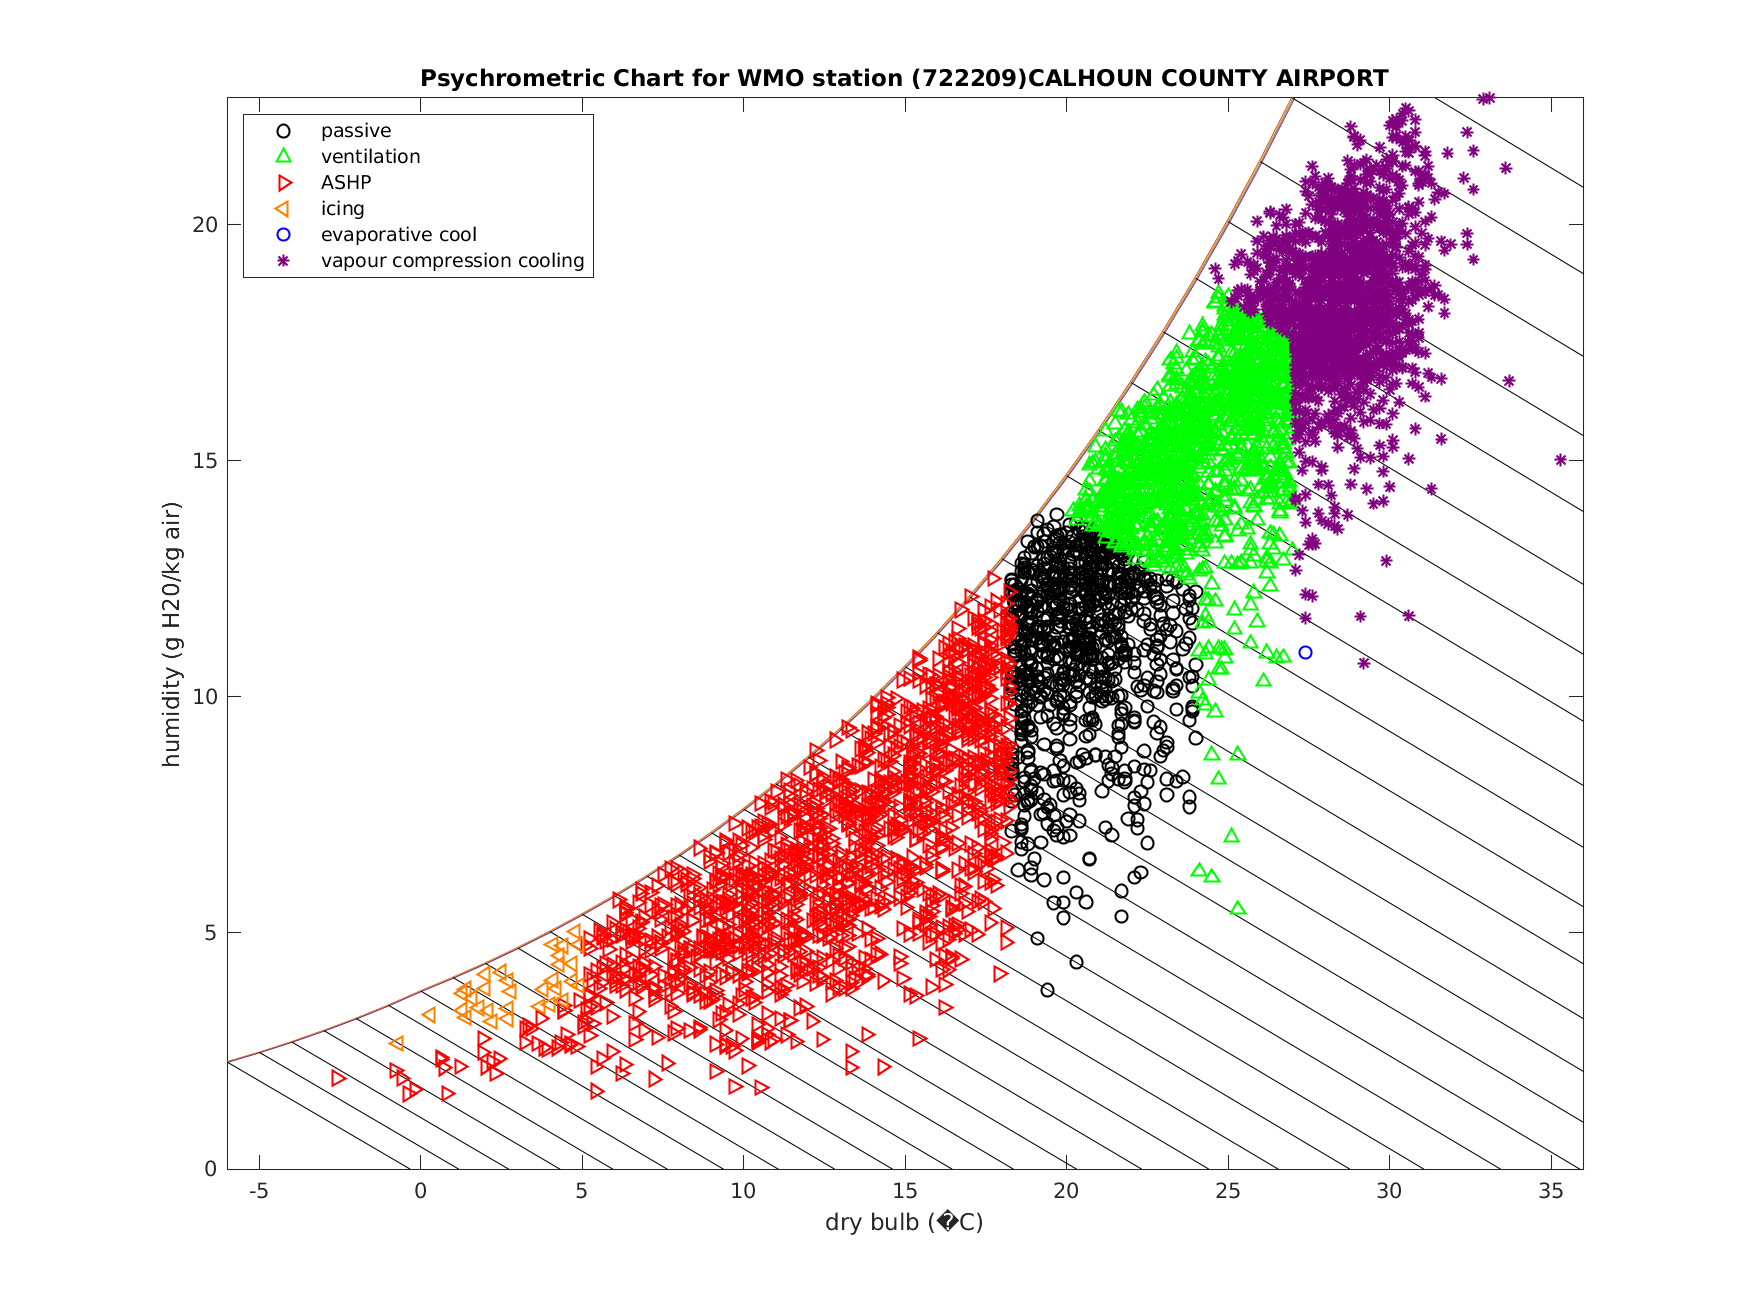 Psychrometric Chart for WMO station (722209)CALHOUN COUNTY AIRPORT
passive
ventilation
ASHP
icing
evaporative cool
vapour compression cooling
20
15
10
5
0
humidity (g H20/kg air)
-5 0 5 10 15 20 25 30 35
dry bulb (�C)